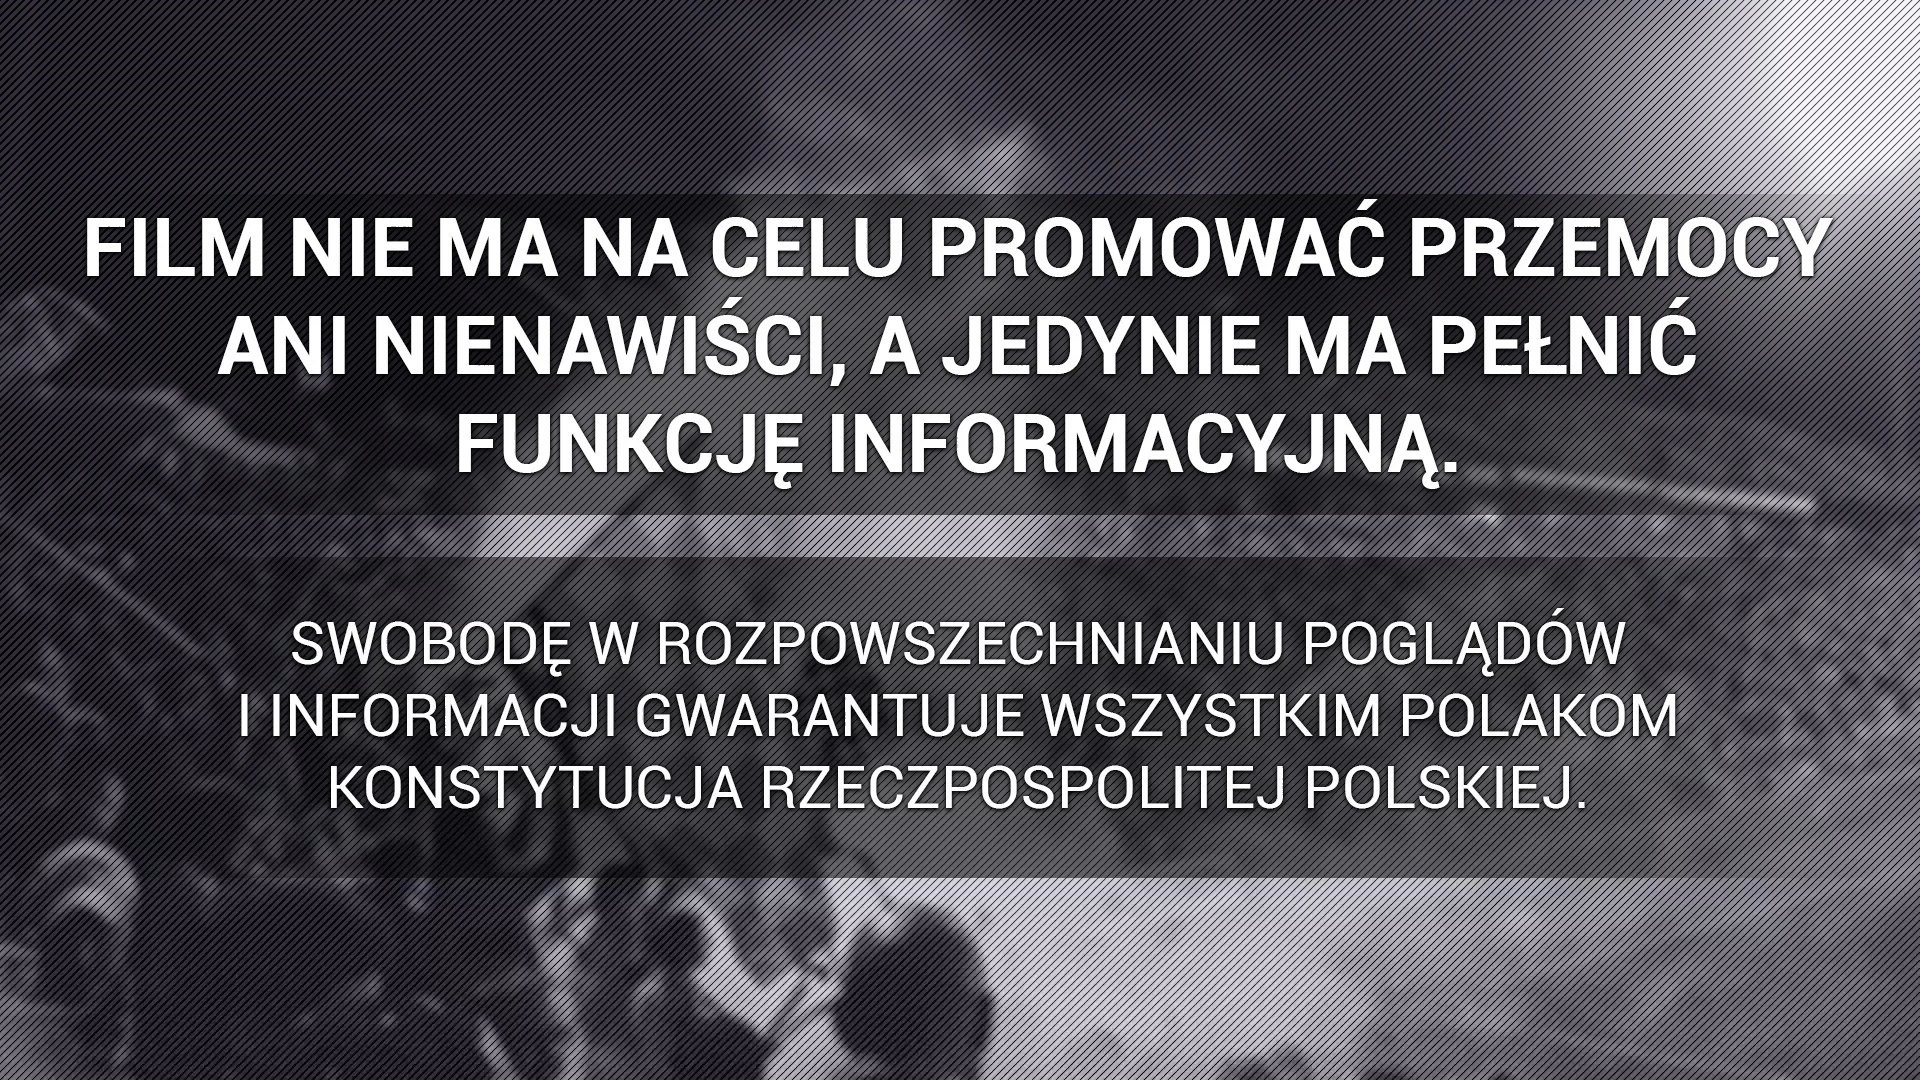 FILM NIE MA NA CELU PROMOWAĆ PRZEMOCY
ANI NIENAWIŚCI, A JEDYNIE MA PEŁNIĆ
FUNKCJĘ INFORMACYJNĄ.
SWOBODĘ W ROZPOWSZECHNIANIU POGLĄDÓW
I INFORMACJI GWARANTUJE WSZYSTKIM POLAKOM
KONSTYTUCJA RZECZPOSPOLITEJ POLSKIEJ.